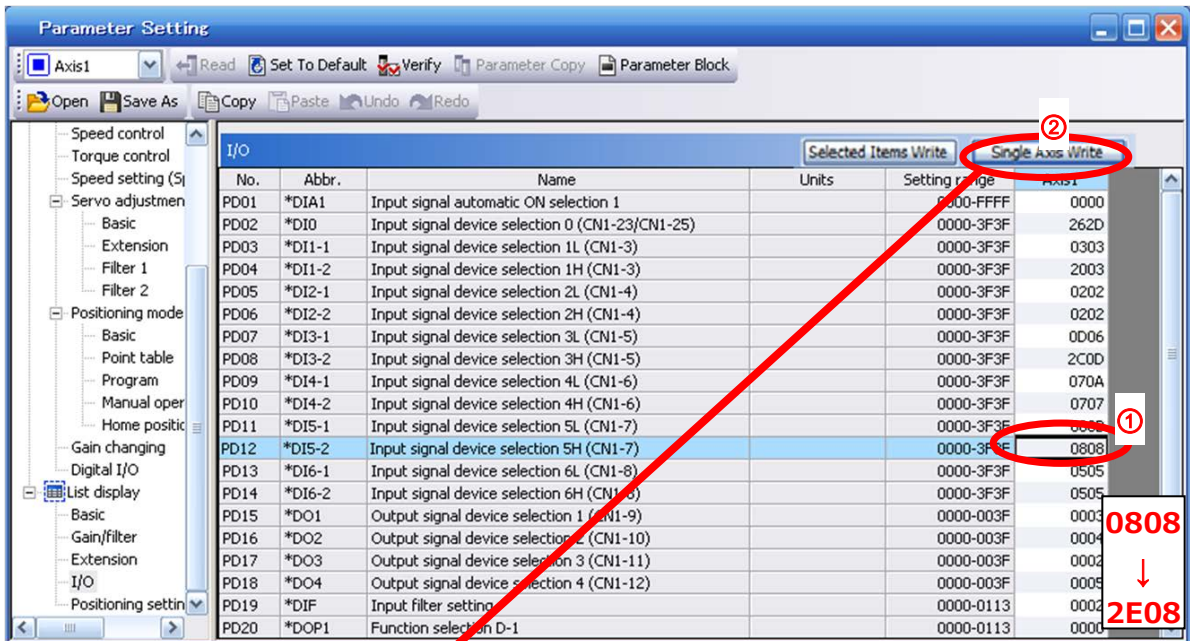 Parameter Setting
Axis1 Read Set To Default Verify Parameter Copy Parameter Block
Open Save As Copy Paste Undo Redo
Speed control
Torque control
Speed setting (Sp
Servo adjustmen
Basic
Extension
Filter 1
Filter 2
Positioning mode
Basic
Point table
Program
Manual oper
Home positic
Gain changing
Digital I/O
List display
Basic
Gain/filter
Extension
I/O
Positioning settin
②
I/O Selected Items Write Single Axis Write
No. Abbr. Name Units Setting range Axis1
PD01 *DIA1 Input signal automatic ON selection 1 0000-FFFF 0000
PD02 *DI0 Input signal device selection 0 (CN1-23/CN1-25) 0000-3F3F 262D
PD03 *DI1-1 Input signal device selection 1L (CN1-3) 0000-3F3F 0303
PD04 *DI1-2 Input signal device selection 1H (CN1-3) 0000-3F3F 2003
PD05 *DI2-1 Input signal device selection 2L (CN1-4) 0000-3F3F 0202
PD06 *DI2-2 Input signal device selection 2H (CN1-4) 0000-3F3F 0202
PD07 *DI3-1 Input signal device selection 3L (CN1-5) 0000-3F3F 0D06
PD08 *DI3-2 Input signal device selection 3H (CN1-5) 0000-3F3F 2C0D
PD09 *DI4-1 Input signal device selection 4L (CN1-6) 0000-3F3F 070A
PD10 *DI4-2 Input signal device selection 4H (CN1-6) 0000-3F3F 0707
①
PD11 *DI5-1 Input signal device selection 5L (CN1-7) 0000-3F3F
PD12 *DI5-2 Input signal device selection 5H (CN1-7) 0000-3F3F 0808
PD13 *DI6-1 Input signal device selection 6L (CN1-8) 0000-3F3F 0505
PD14 *DI6-2 Input signal device selection 6H (CN1-8) 0000-3F3F 0505
PD15 *DO1 Output signal device selection 1 (CN1-9) 0000-003F 0003
PD16 *DO2 Output signal device selection 2 (CN1-10) 0000-003F 0004
PD17 *DO3 Output signal device selection 3 (CN1-11) 0000-003F 0002
PD18 *DO4 Output signal device selection 4 (CN1-12) 0000-003F 0005
PD19 *DIF Input filter setting 0000-0113 0002
PD20 *DOP1 Function selection D-1 0000-0113 0000
0808
↓
2E08